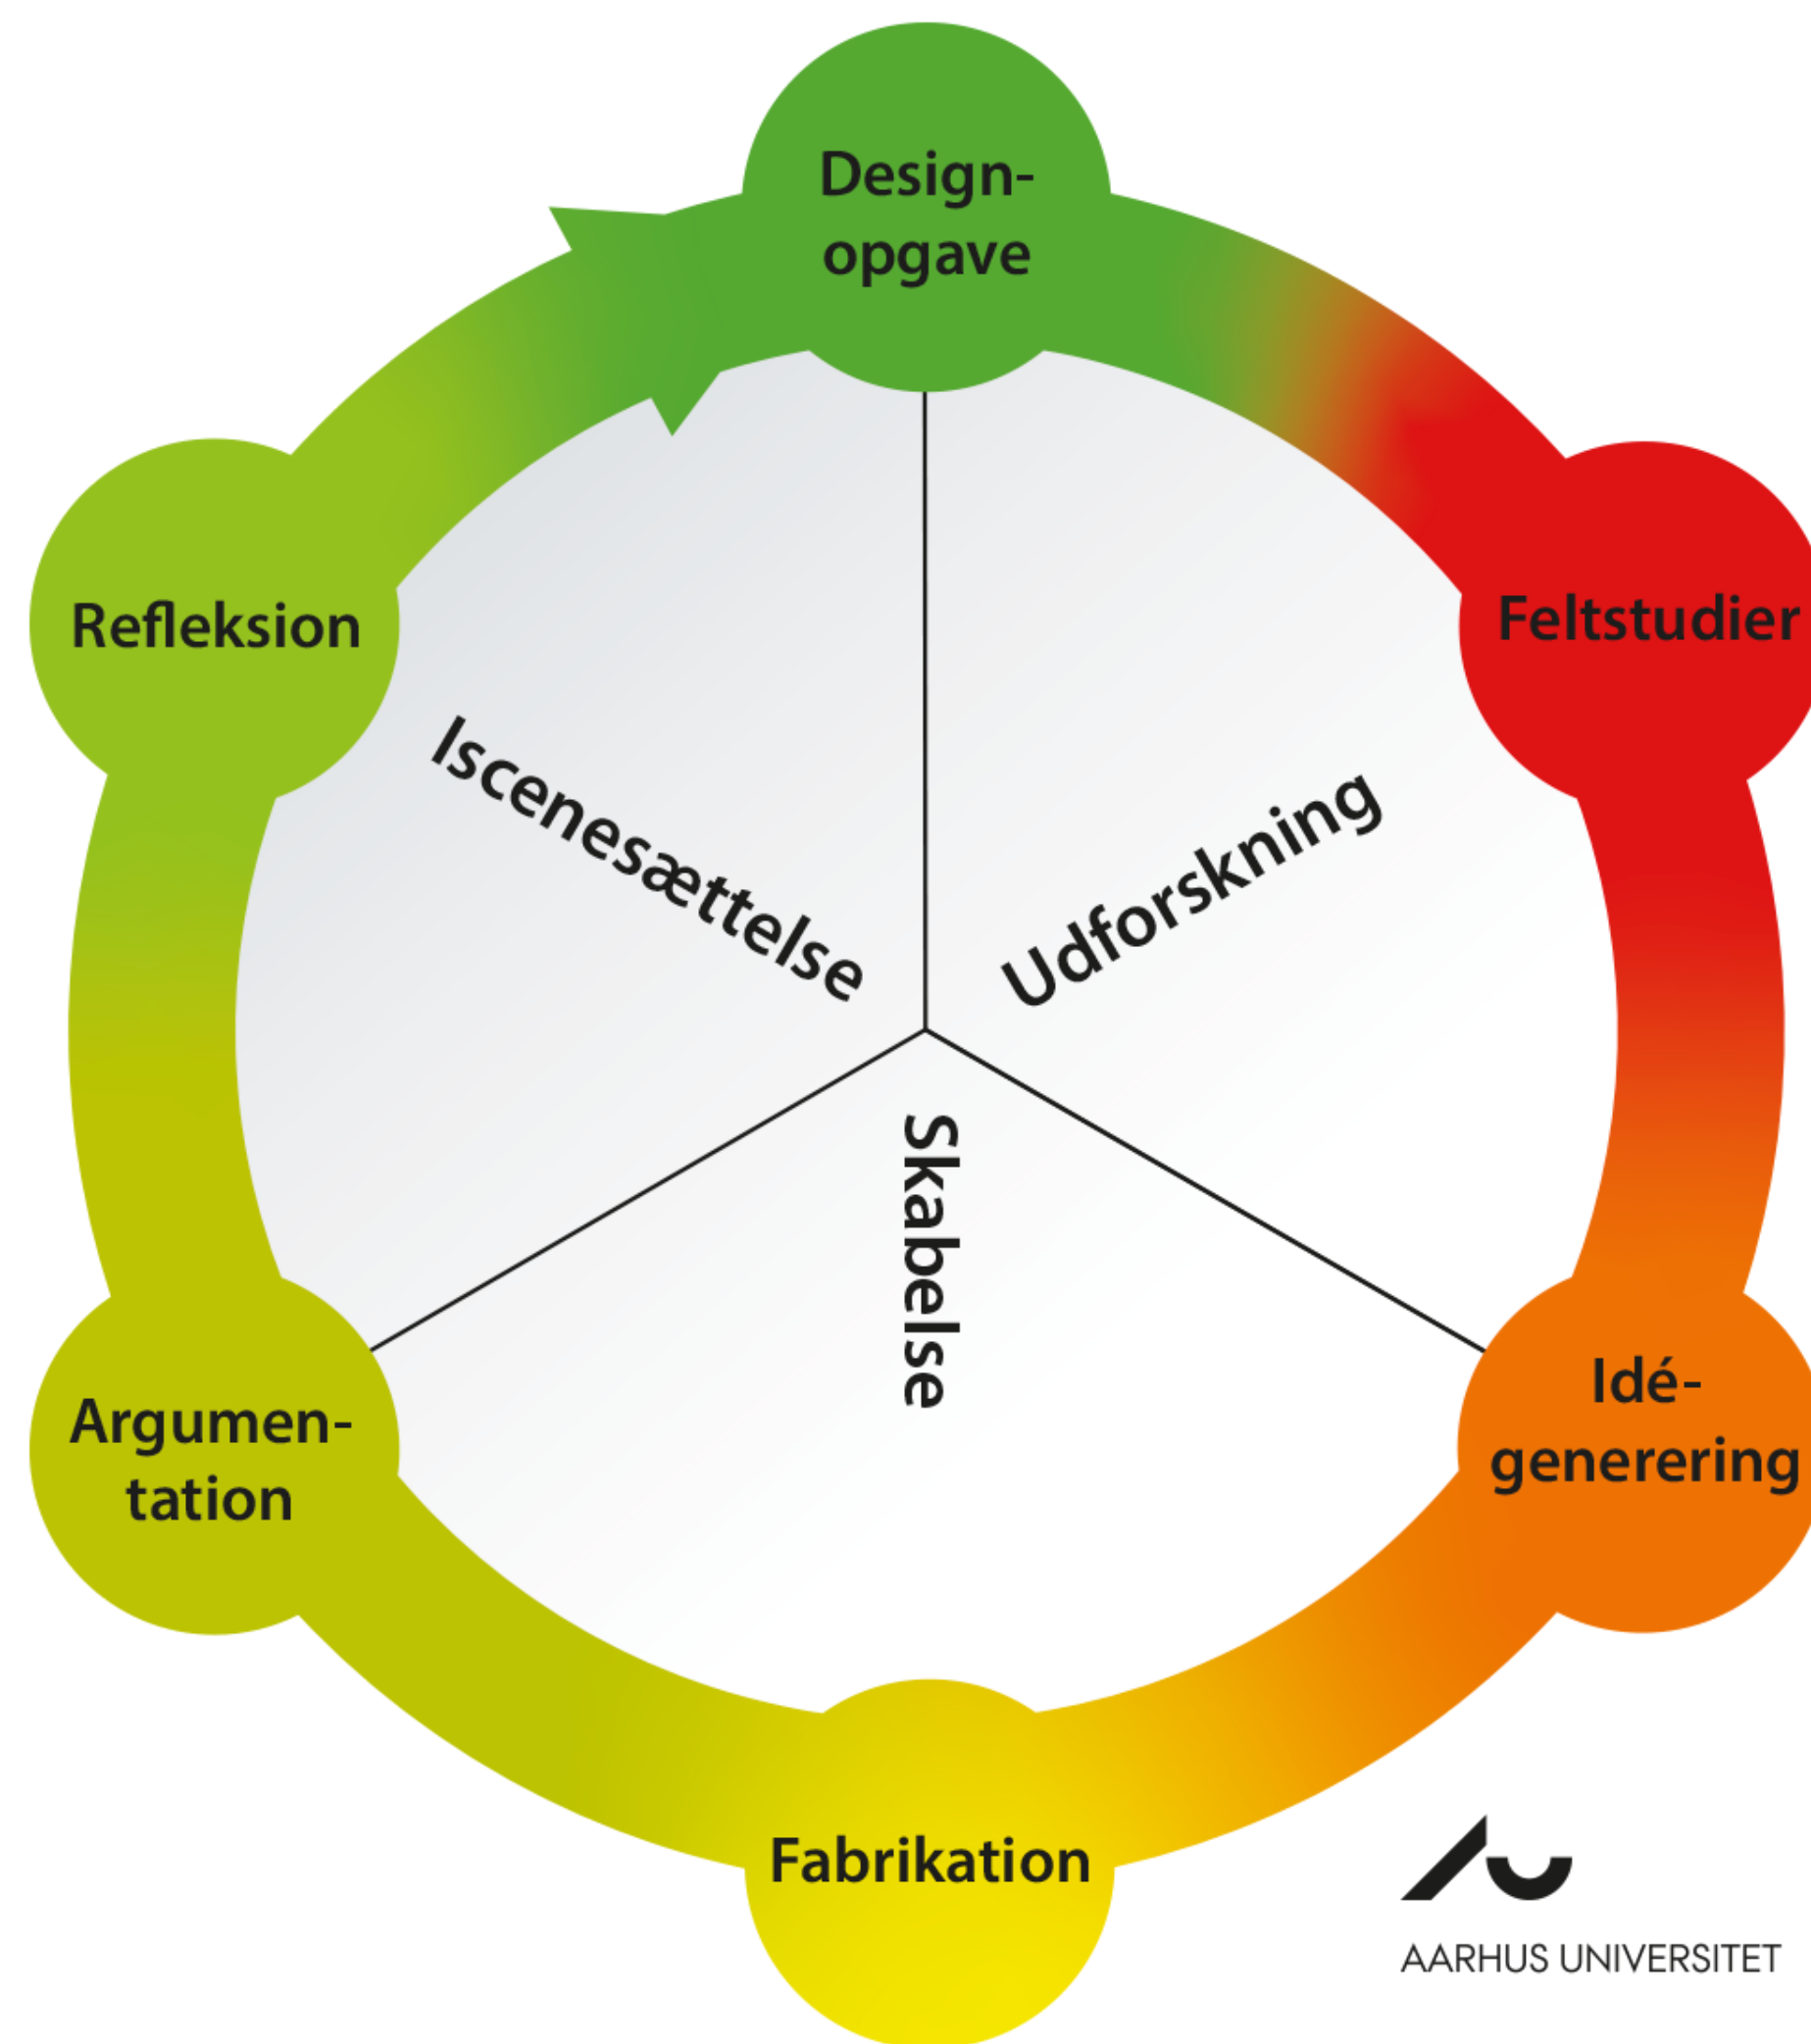 Design-
opgave
Feltstudier
Idé-
generering
Fabrikation
Argumen-
tation
Refleksion
Iscenesættelse
Udforskning
Skabelse
AARHUS UNIVERSITET